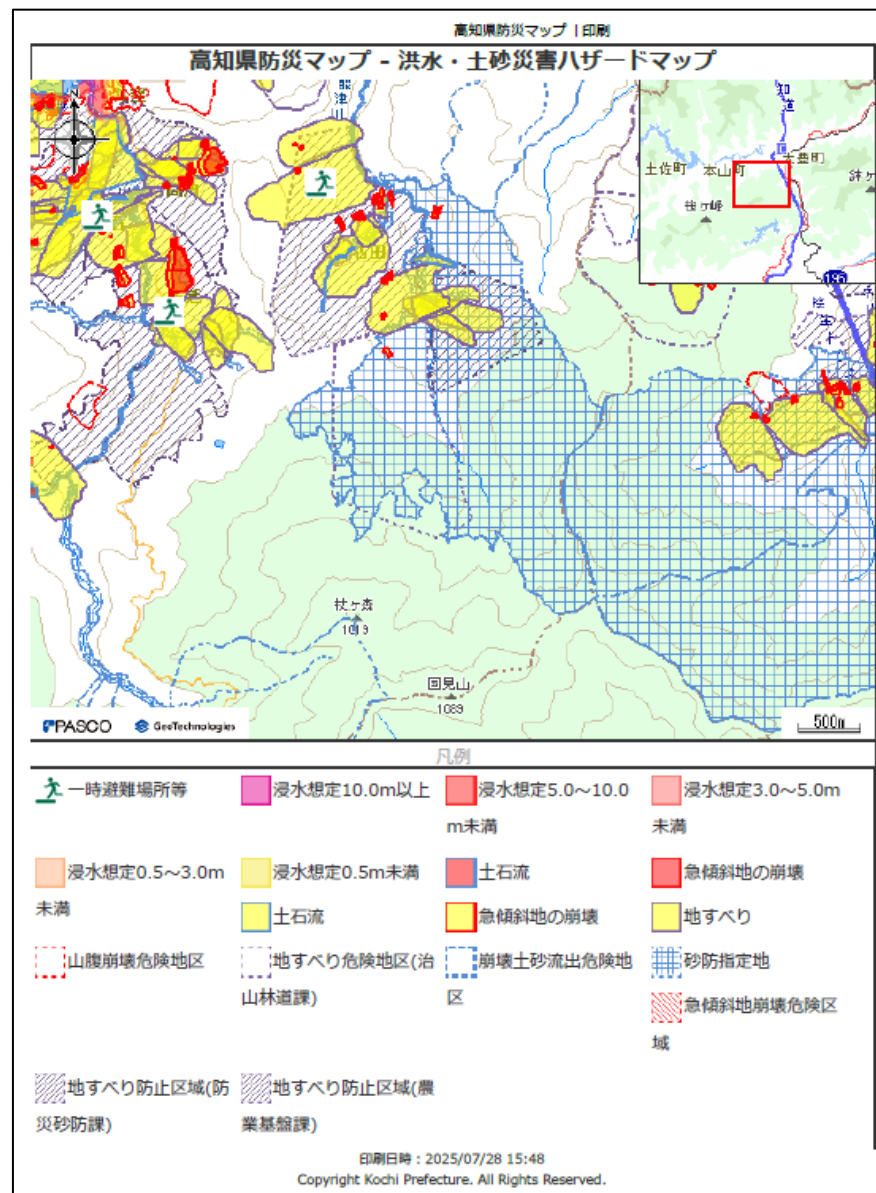 高知県防災マップ | 印刷
高知県防災マップ - 洪水・土砂災害ハザードマップ
N
知道
土佐町
本山町
大豊町
杖ヶ森
1019
国見山
1089
PASCO
GeoTechnologies
500m
凡例
一時避難場所等
浸水想定10.0m以上
浸水想定5.0～10.0
m未満
浸水想定3.0～5.0m
未満
浸水想定0.5～3.0m
未満
浸水想定0.5m未満
土石流
急傾斜地の崩壊
土石流
急傾斜地の崩壊
地すべり
山腹崩壊危険地区
地すべり危険地区(治
山林道課)
崩壊土砂流出危険地
区
砂防指定地
急傾斜地崩壊危険区
域
地すべり防止区域(防
災砂防課)
地すべり防止区域(農
業基盤課)
印刷日時 : 2025/07/28 15:48
Copyright Kochi Prefecture. All Rights Reserved.